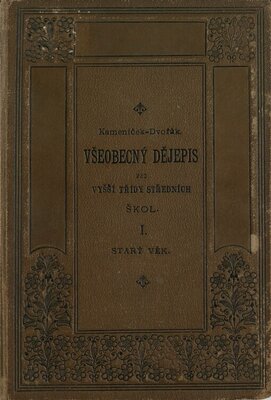 Kameníček-Dvořák.
VŠEOBECNÝ DĚJEPIS
PRO
VYŠŠÍ TŘÍDY STŘEDNÍCH
ŠKOL.
I.
STARÝ VĚK.